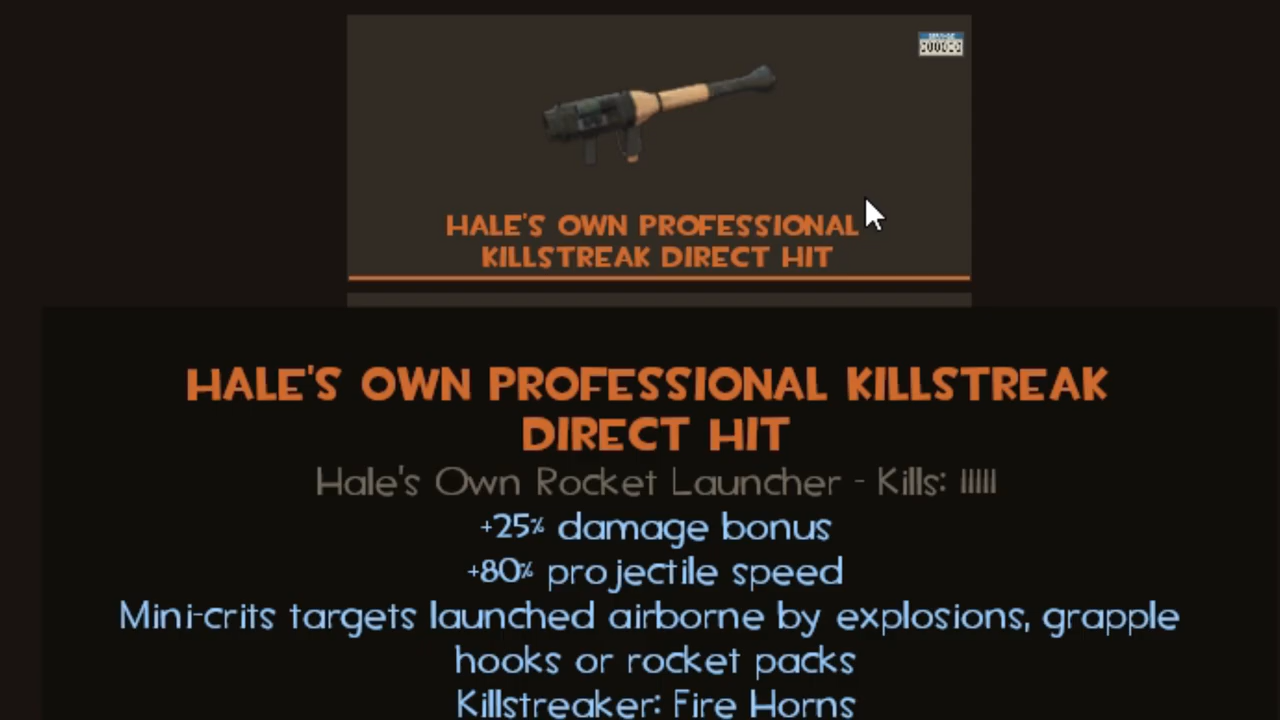 HALE'S OWN PROFESSIONAL
KILLSTREAK DIRECT HIT
HALE'S OWN PROFESSIONAL KILLSTREAK
DIRECT HIT
Hale's Own Rocket Launcher - Kills: 11111
+25% damage bonus
+80% projectile speed
Mini-crits targets launched airborne by explosions, grapple
hooks or rocket packs
Killstreaker: Fire Horns